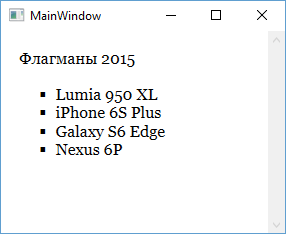 MainWindow
Флагманы 2015
▪ Lumia 950 XL
▪ iPhone 6S Plus
▪ Galaxy S6 Edge
▪ Nexus 6P